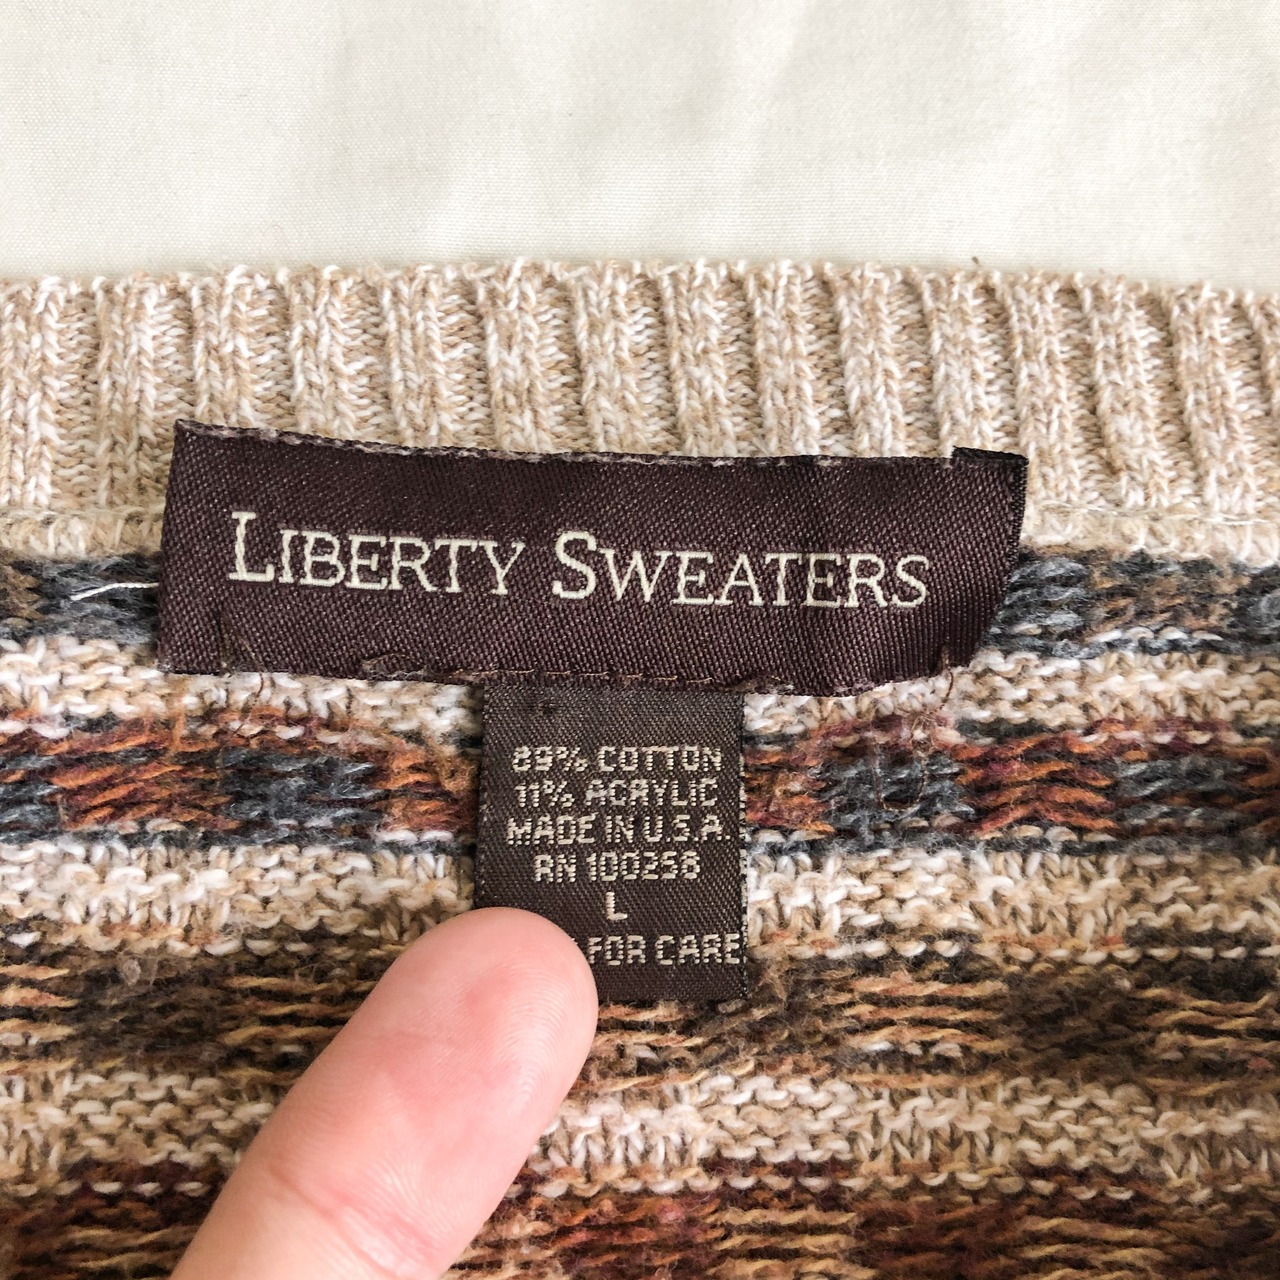 LIBERTY SWEATERS
89% COTTON
11% ACRYLIC
MADE IN U.S.A.
RN 100258
L
FOR CARE